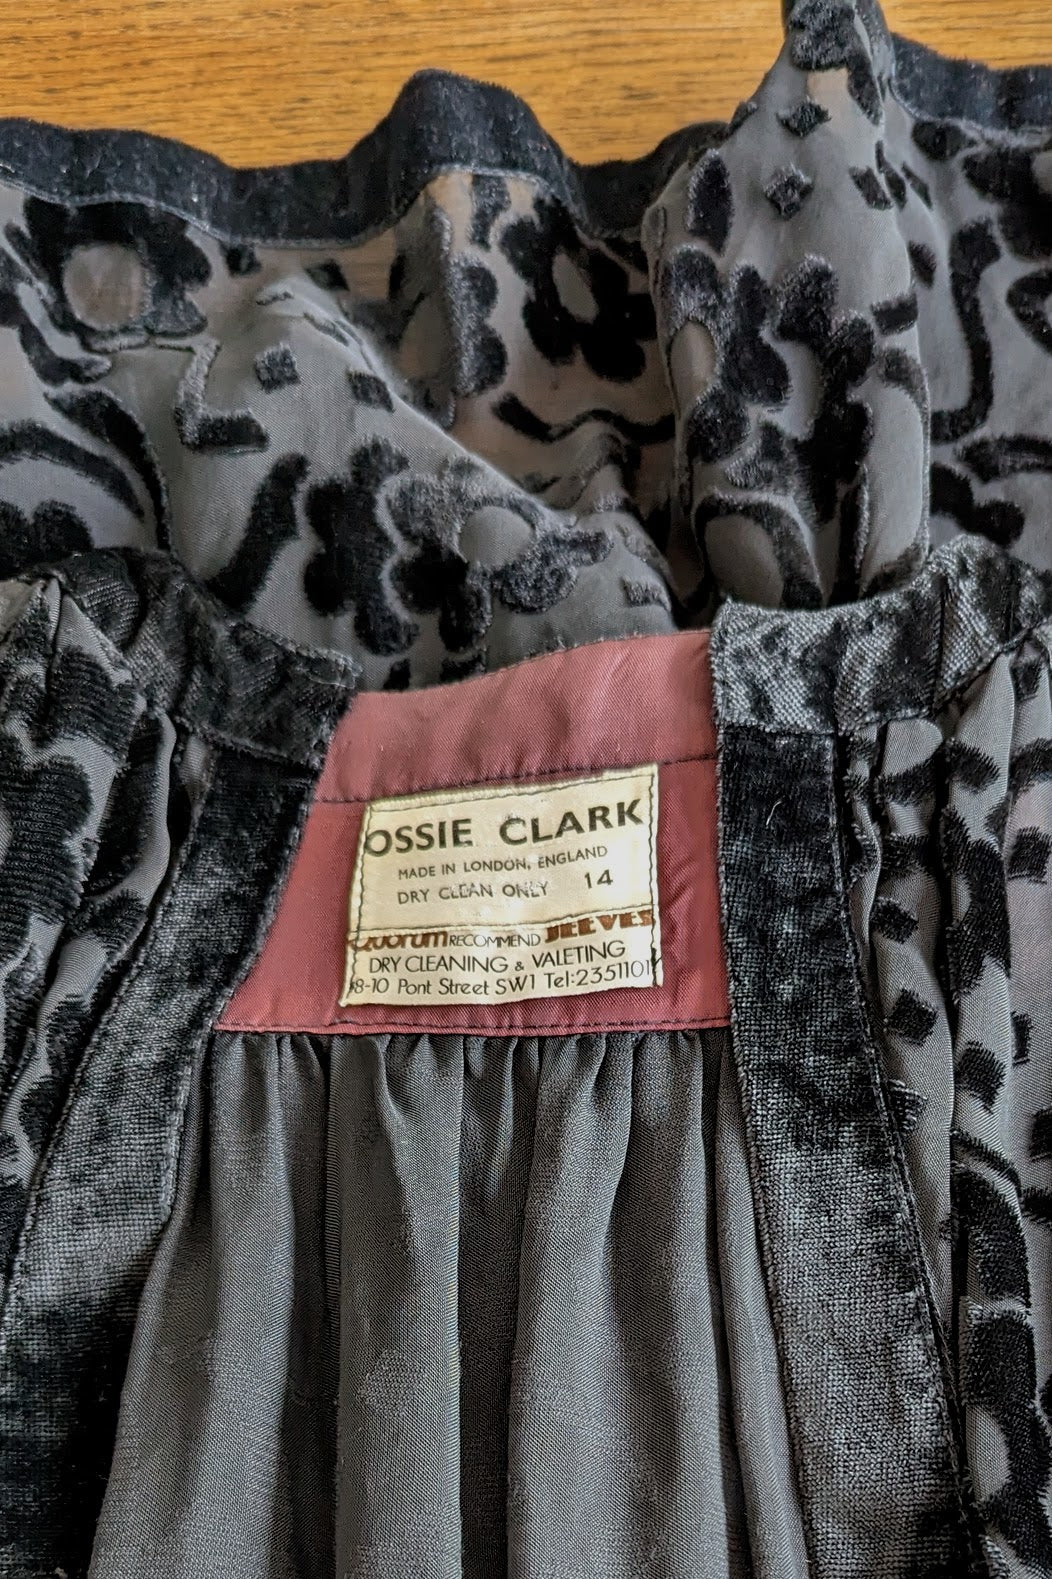 OSSIE CLARK
MADE IN LONDON, ENGLAND
DRY CLEAN ONLY 14
Quorum RECOMMEND JEEVES
DRY CLEANING & VALETING
8-10 Pont Street SW1 Tel:2351101